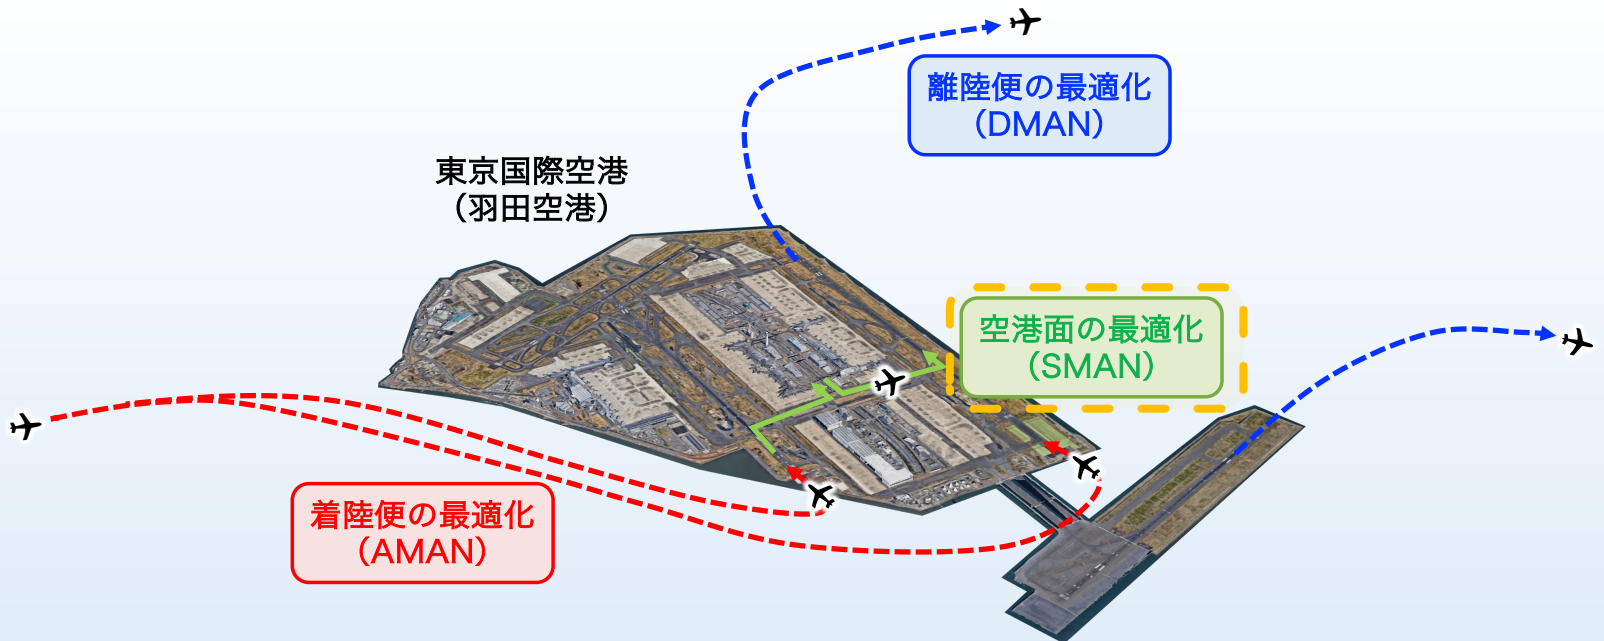 離陸便の最適化
（DMAN）
東京国際空港
（羽田空港）
空港面の最適化
（SMAN）
着陸便の最適化
（AMAN）